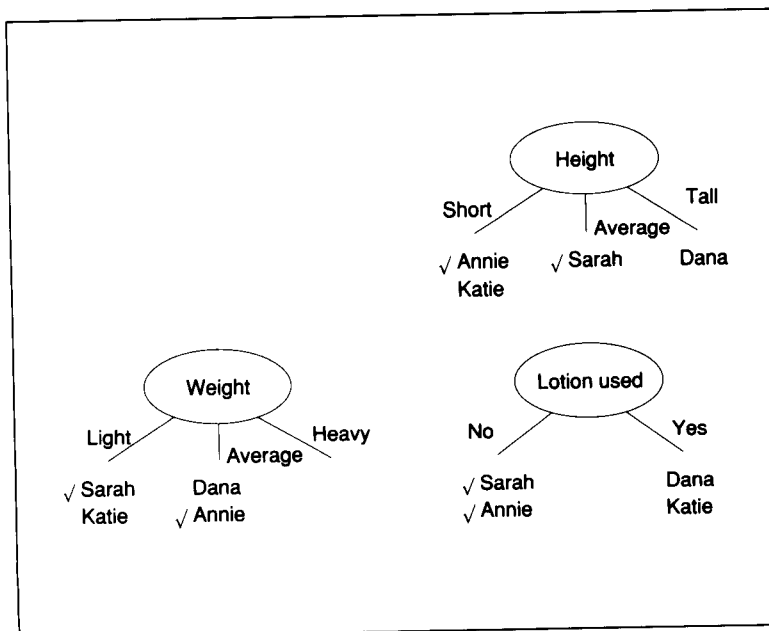 Height
Short
Average
Tall
√ Annie
Katie
√ Sarah
Dana
Weight
Light
Average
Heavy
√ Sarah
Katie
Dana
√ Annie
Lotion used
No
Yes
√ Sarah
√ Annie
Dana
Katie